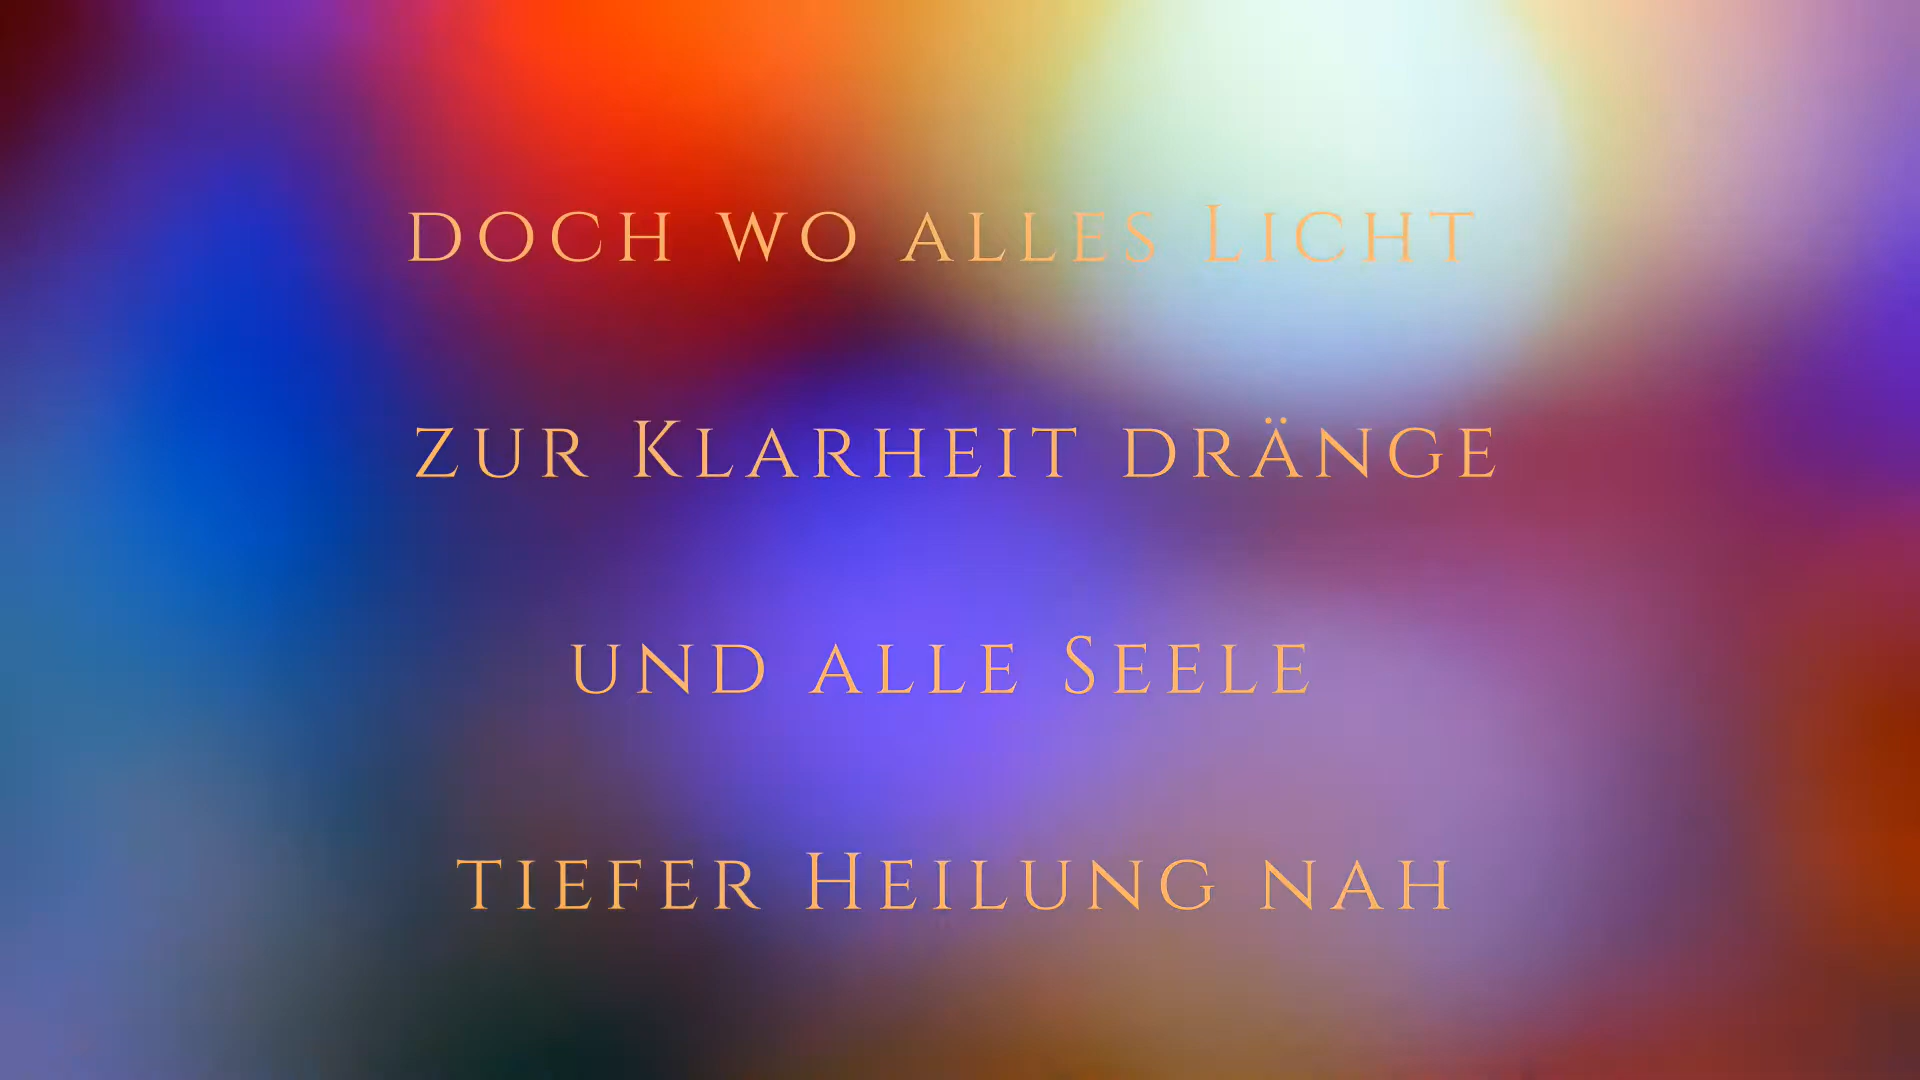 doch wo alles Licht
zur Klarheit dränge
und alle Seele
tiefer Heilung nah